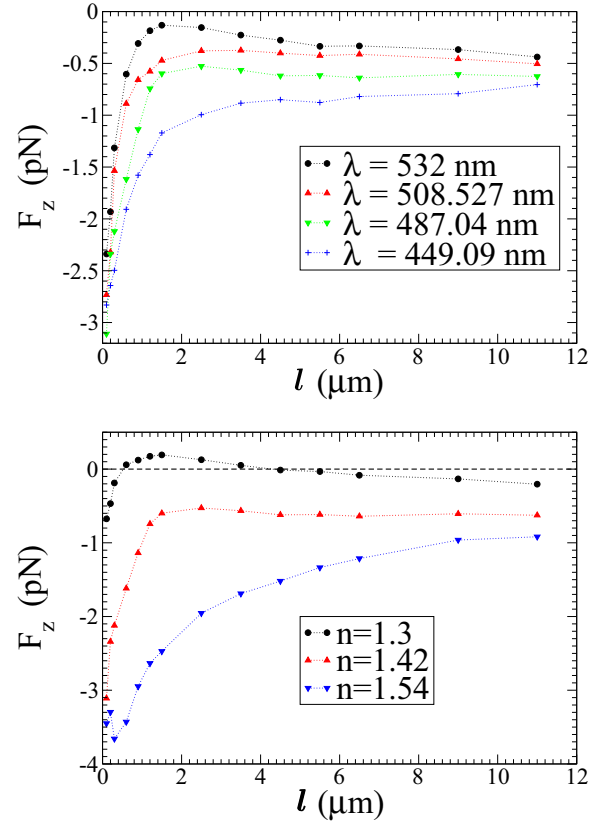 0
-0.5
-1
-1.5
-2
-2.5
-3
F_z (pN)
λ = 532 nm
λ = 508.527 nm
λ = 487.04 nm
λ = 449.09 nm
0 2 4 6 8 10 12
l (μm)
0
-1
-2
-3
-4
F_z (pN)
n=1.3
n=1.42
n=1.54
0 2 4 6 8 10 12
l (μm)